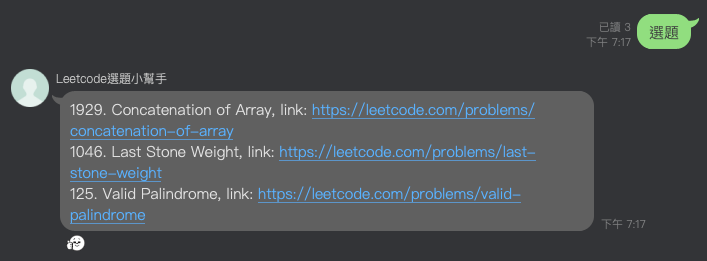 已讀 3
下午 7:17
選題
Leetcode選題小幫手
1929. Concatenation of Array, link: https://leetcode.com/problems/
concatenation-of-array
1046. Last Stone Weight, link: https://leetcode.com/problems/last-
stone-weight
125. Valid Palindrome, link: https://leetcode.com/problems/valid-
palindrome
下午 7:17